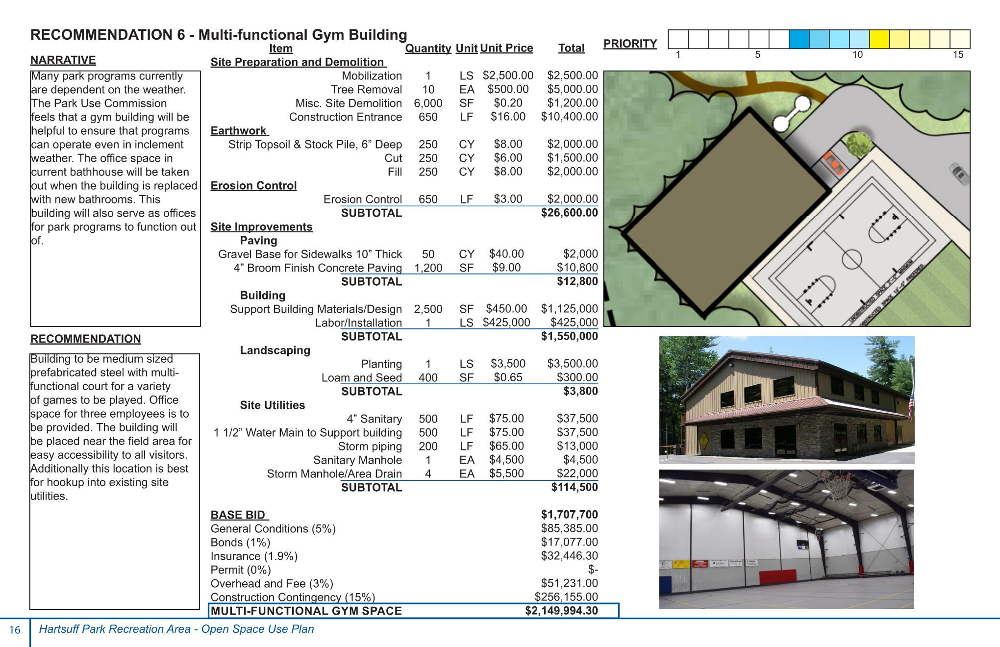 RECOMMENDATION 6 - Multi-functional Gym Building
NARRATIVE
Many park programs currently
are dependent on the weather.
The Park Use Commission
feels that a gym building will be
helpful to ensure that programs
can operate even in inclement
weather. The office space in
current bathhouse will be taken
out when the building is replaced
with new bathrooms. This
building will also serve as offices
for park programs to function out
of.
RECOMMENDATION
Building to be medium sized
prefabricated steel with multi-
functional court for a variety
of games to be played. Office
space for three employees is to
be provided. The building will
be placed near the field area for
easy accessibility to all visitors.
Additionally this location is best
for hookup into existing site
utilities.
Item Quantity Unit Unit Price Total
Site Preparation and Demolition
Mobilization 1 LS $2,500.00 $2,500.00
Tree Removal 10 EA $500.00 $5,000.00
Misc. Site Demolition 6,000 SF $0.20 $1,200.00
Construction Entrance 650 LF $16.00 $10,400.00
Earthwork
Strip Topsoil & Stock Pile, 6” Deep 250 CY $8.00 $2,000.00
Cut 250 CY $6.00 $1,500.00
Fill 250 CY $8.00 $2,000.00
Erosion Control
Erosion Control 650 LF $3.00 $2,000.00
SUBTOTAL $26,600.00
Site Improvements
Paving
Gravel Base for Sidewalks 10” Thick 50 CY $40.00 $2,000
4” Broom Finish Concrete Paving 1,200 SF $9.00 $10,800
SUBTOTAL $12,800
Building
Support Building Materials/Design 2,500 SF $450.00 $1,125,000
Labor/Installation 1 LS $425,000 $425,000
SUBTOTAL $1,550,000
Landscaping
Planting 1 LS $3,500 $3,500.00
Loam and Seed 400 SF $0.65 $300.00
SUBTOTAL $3,800
Site Utilities
4” Sanitary 500 LF $75.00 $37,500
1 1/2” Water Main to Support building 500 LF $75.00 $37,500
Storm piping 200 LF $65.00 $13,000
Sanitary Manhole 1 EA $4,500 $4,500
Storm Manhole/Area Drain 4 EA $5,500 $22,000
SUBTOTAL $114,500
BASE BID $1,707,700
General Conditions (5%) $85,385.00
Bonds (1%) $17,077.00
Insurance (1.9%) $32,446.30
Permit (0%) $-
Overhead and Fee (3%) $51,231.00
Construction Contingency (15%) $256,155.00
MULTI-FUNCTIONAL GYM SPACE $2,149,994.30
PRIORITY
1 5 10 15
UNOBSTRUCTED SPACE 3'-0" MINIMUM
SPACE 10'-0" PREFERED
16 Hartsuff Park Recreation Area - Open Space Use Plan